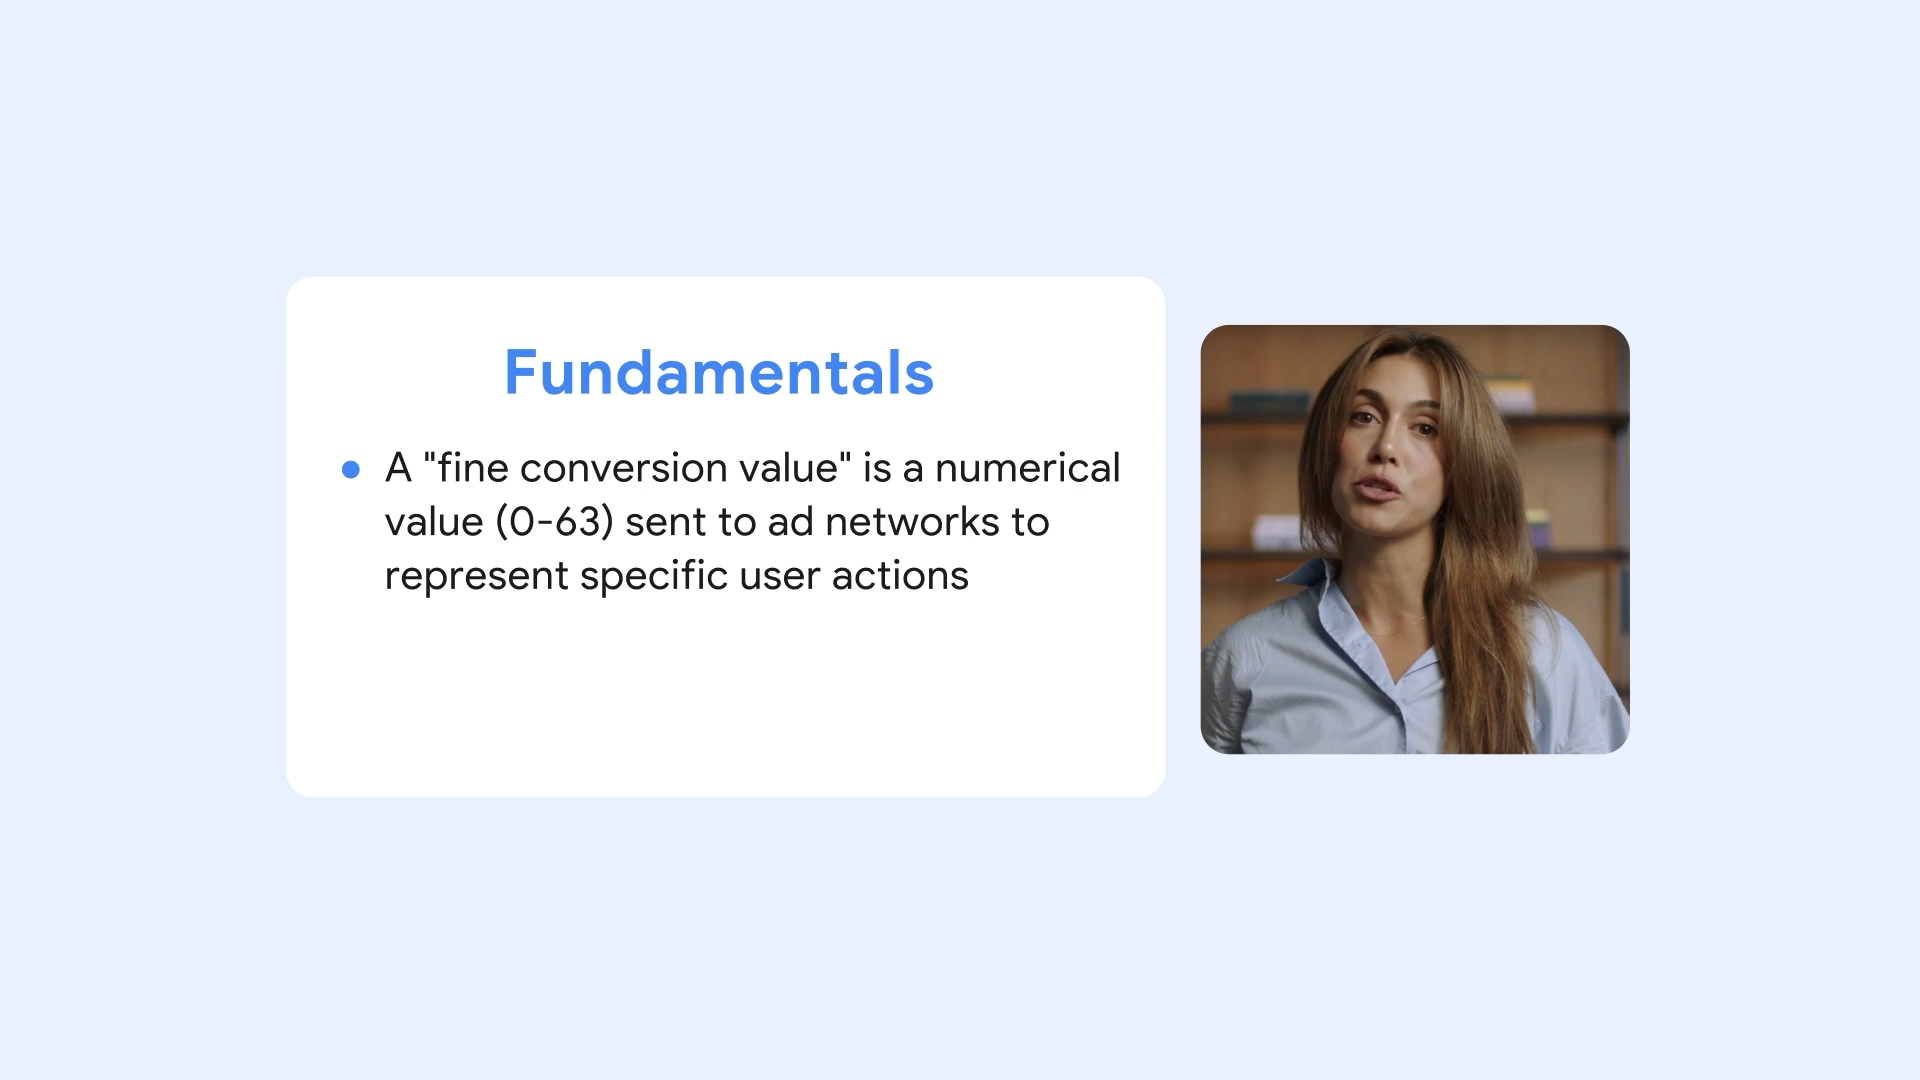 Fundamentals
A "fine conversion value" is a numerical
value (0-63) sent to ad networks to
represent specific user actions